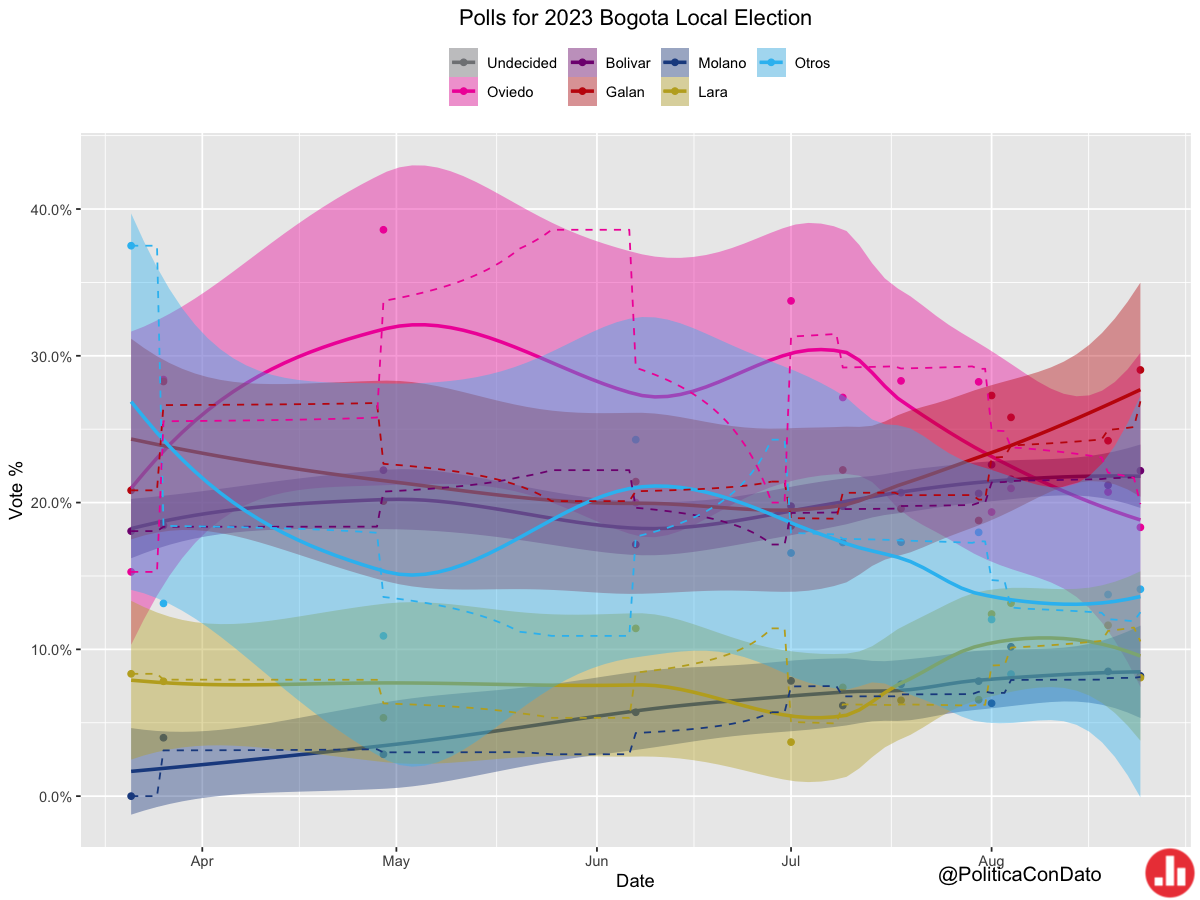 Polls for 2023 Bogota Local Election
Undecided Bolivar Molano Otros
Oviedo Galan Lara
Vote %
40.0%
30.0%
20.0%
10.0%
0.0%
Apr May Jun Jul Aug
Date
@PoliticaConDato